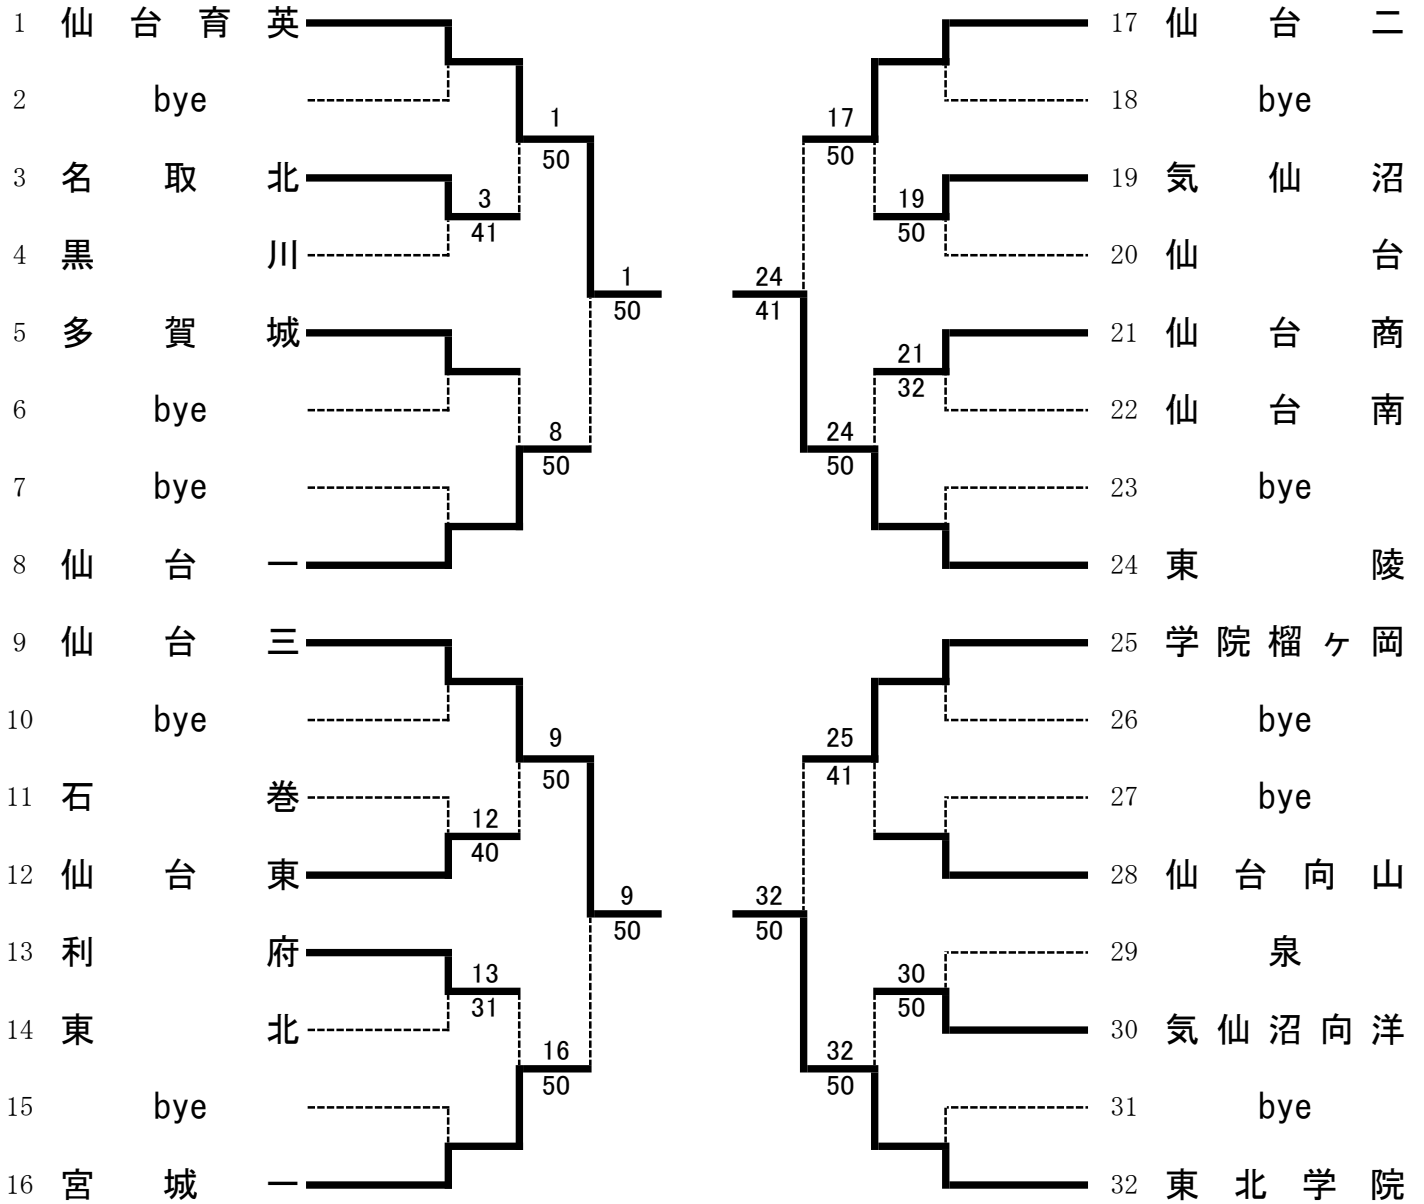 1 仙台育英
17 仙台二
2 bye
18 bye
1
17
50
50
3 名取北
19 気仙沼
3
19
41
50
4 黒川
20 仙台
1
24
50
41
5 多賀城
21 仙台商
21
32
6 bye
22 仙台南
8
24
50
50
7 bye
23 bye
8 仙台一
24 東陵
9 仙台三
25 学院榴ヶ岡
10 bye
26 bye
9
25
50
41
11 石巻
27 bye
12
40
12 仙台東
28 仙台向山
9
32
50
50
13 利府
29 泉
13
30
31
50
14 東北
30 気仙沼向洋
16
32
50
50
15 bye
31 bye
16 宮城一
32 東北学院